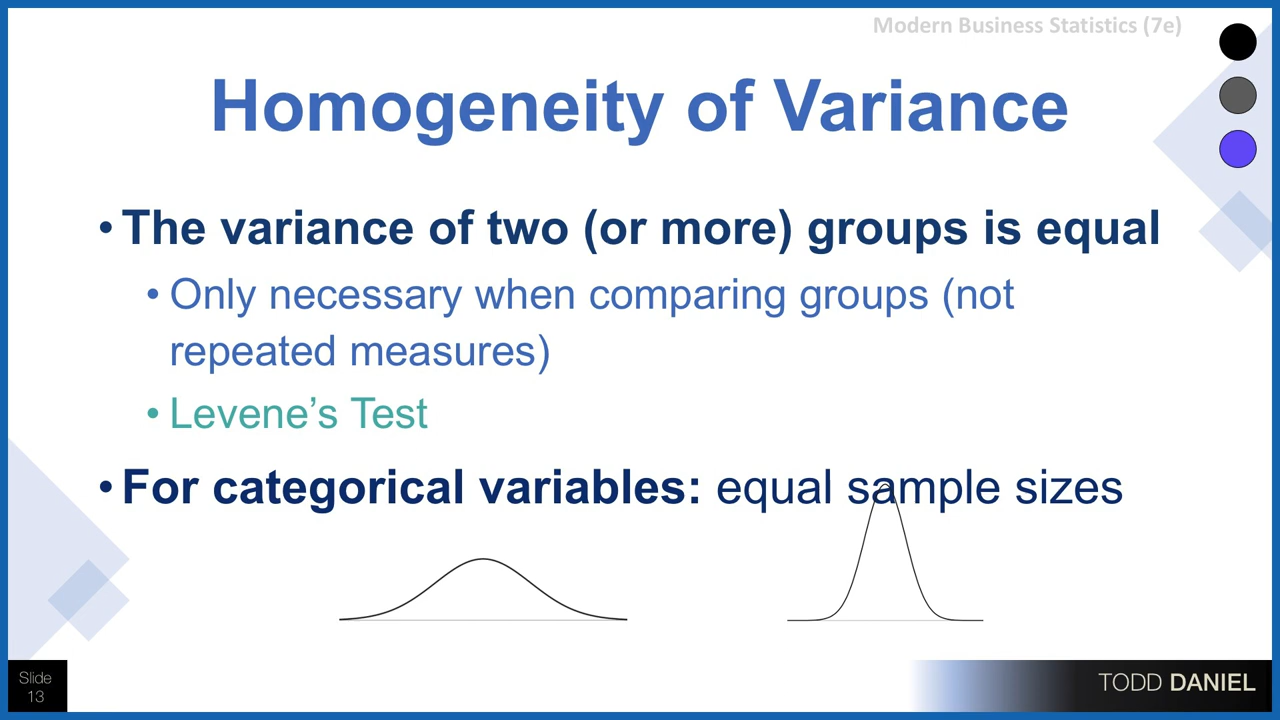 Modern Business Statistics (7e)
Homogeneity of Variance
• The variance of two (or more) groups is equal
• Only necessary when comparing groups (not
repeated measures)
• Levene’s Test
• For categorical variables: equal sample sizes
Slide
13
TODD DANIEL